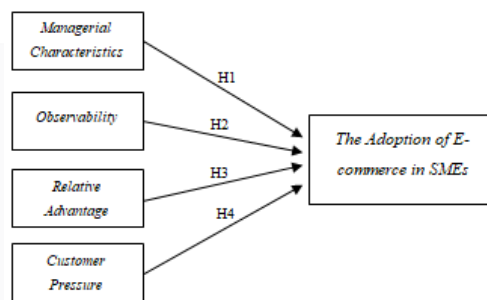 Managerial
Characteristics
H1
Observability
H2
The Adoption of E-
commerce in SMEs
H3
Relative
Advantage
H4
Customer
Pressure